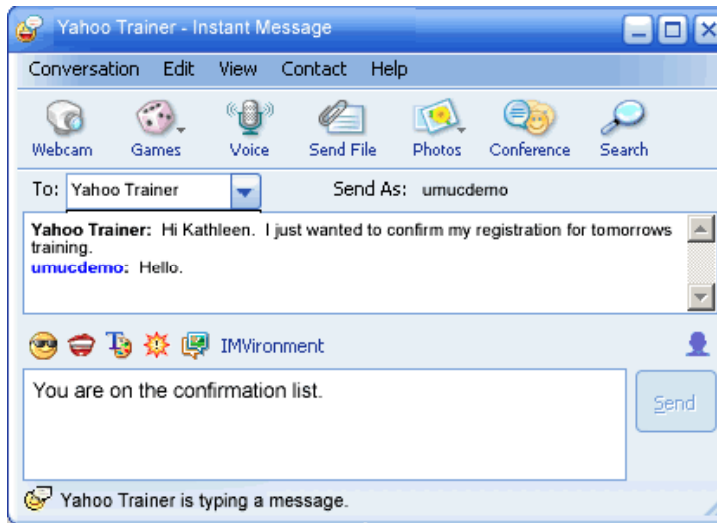 Yahoo Trainer - Instant Message
Conversation Edit View Contact Help
Webcam Games Voice Send File Photos Conference Search
To: Yahoo Trainer Send As: umucdemo
Yahoo Trainer: Hi Kathleen. I just wanted to confirm my registration for tomorrows
training.
umucdemo: Hello.
IMVironment
You are on the confirmation list.
Send
Yahoo Trainer is typing a message.